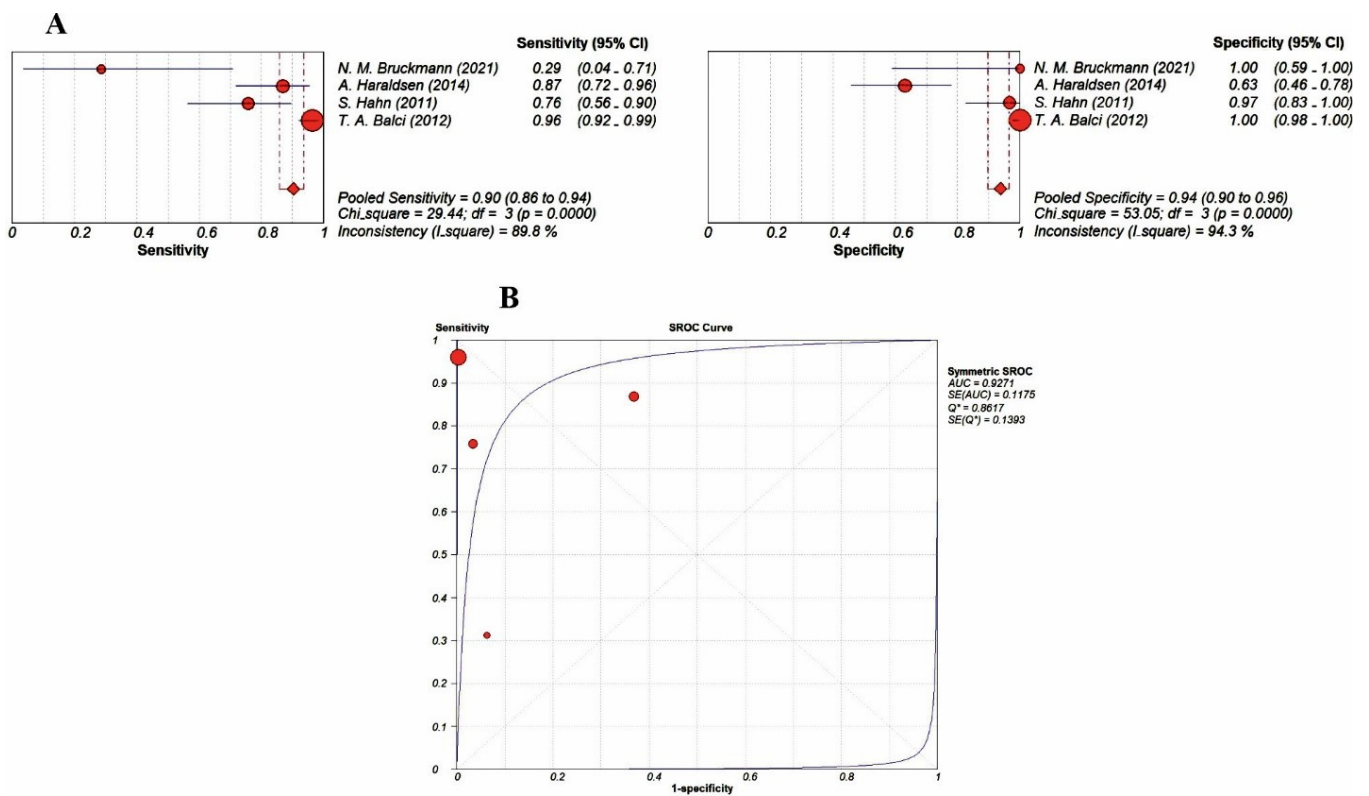 A
Sensitivity (95% CI)
N. M. Bruckmann (2021) 0.29 (0.04 - 0.71)
A. Haraldsen (2014) 0.87 (0.72 - 0.96)
S. Hahn (2011) 0.76 (0.56 - 0.90)
T. A. Balci (2012) 0.96 (0.92 - 0.99)
Pooled Sensitivity = 0.90 (0.86 to 0.94)
Chi_square = 29.44; df = 3 (p = 0.0000)
Inconsistency (I_square) = 89.8 %
0 0.2 0.4 0.6 0.8 1
Sensitivity
Specificity (95% CI)
N. M. Bruckmann (2021) 1.00 (0.59 - 1.00)
A. Haraldsen (2014) 0.63 (0.46 - 0.78)
S. Hahn (2011) 0.97 (0.83 - 1.00)
T. A. Balci (2012) 1.00 (0.98 - 1.00)
Pooled Specificity = 0.94 (0.90 to 0.96)
Chi_square = 53.05; df = 3 (p = 0.0000)
Inconsistency (I_square) = 94.3 %
0 0.2 0.4 0.6 0.8 1
Specificity
B
Sensitivity SROC Curve
1
0.9
0.8
0.7
0.6
0.5
0.4
0.3
0.2
0.1
0
0 0.2 0.4 0.6 0.8 1
1-specificity
Symmetric SROC
AUC = 0.9271
SE(AUC) = 0.1175
Q* = 0.8617
SE(Q*) = 0.1393